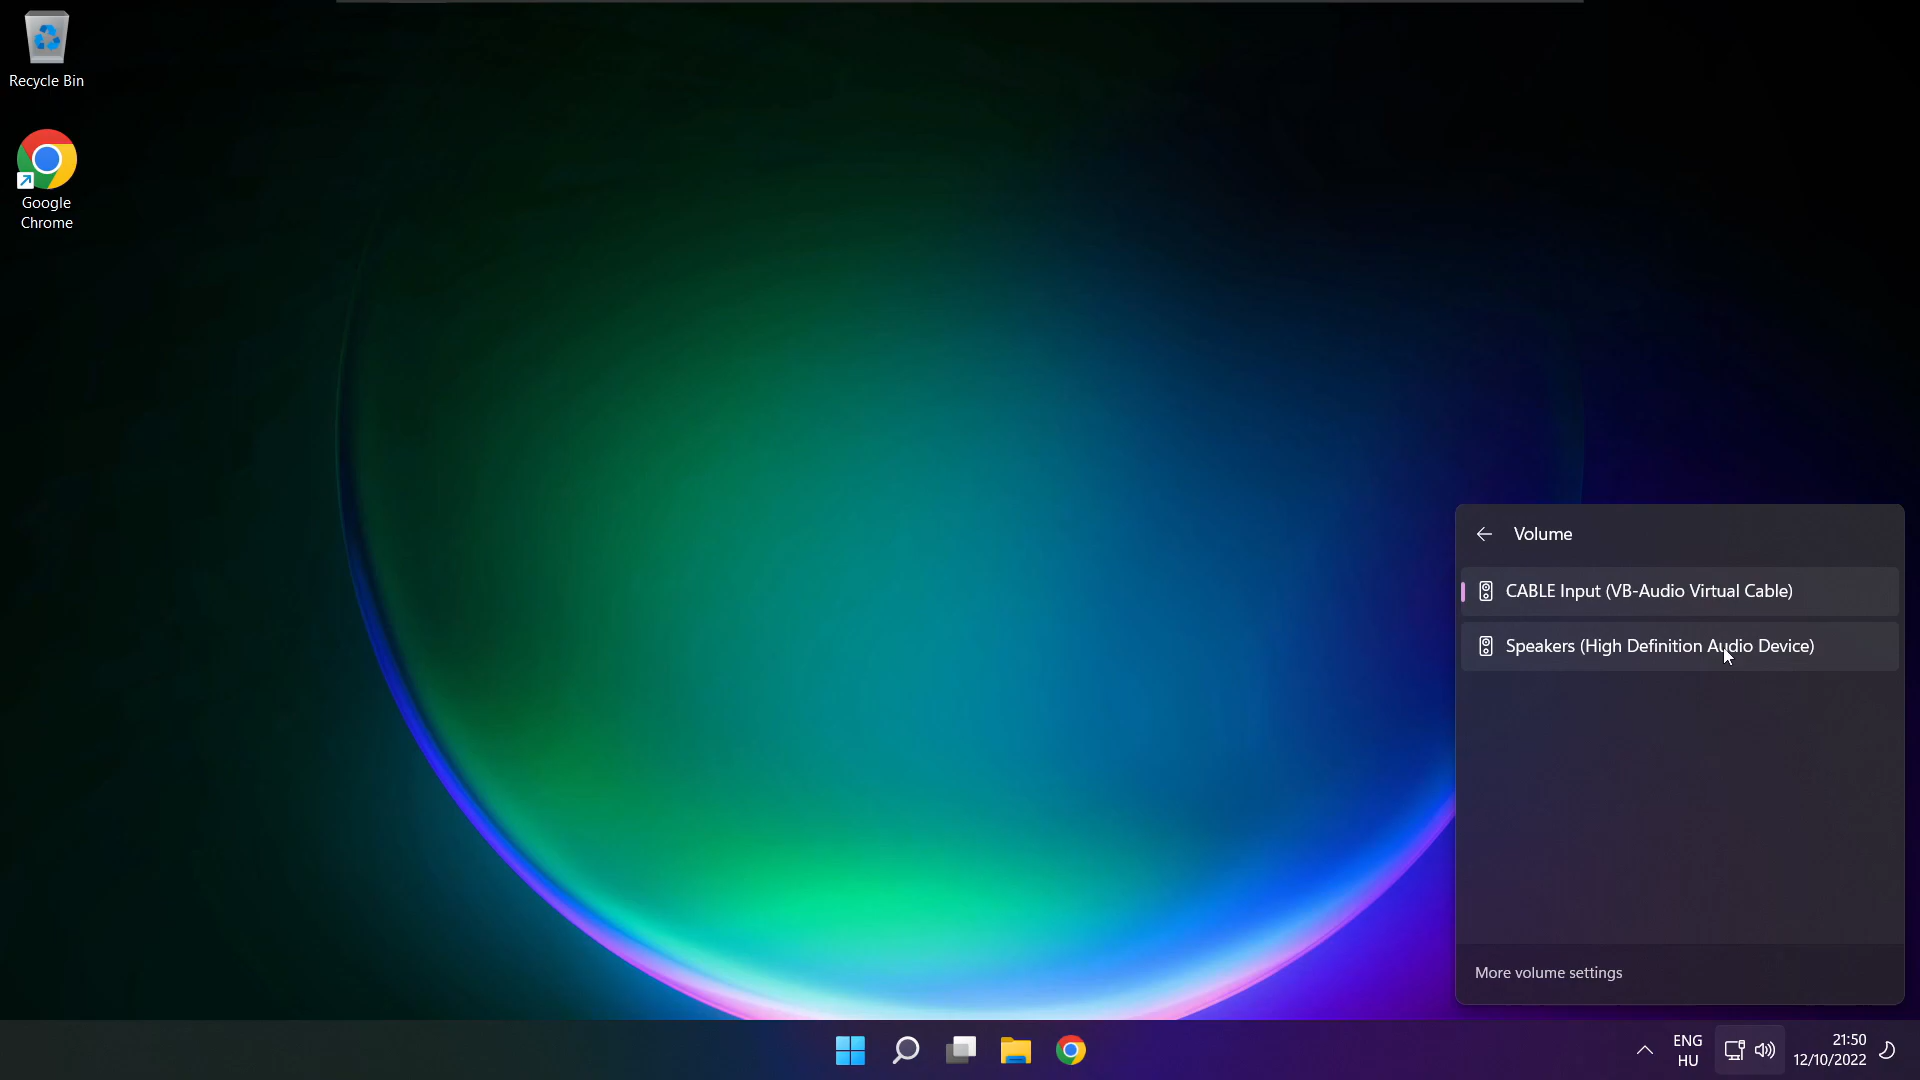 Recycle Bin
Google
Chrome
Volume
CABLE Input (VB-Audio Virtual Cable)
Speakers (High Definition Audio Device)
More volume settings
ENG
HU
21:50
12/10/2022